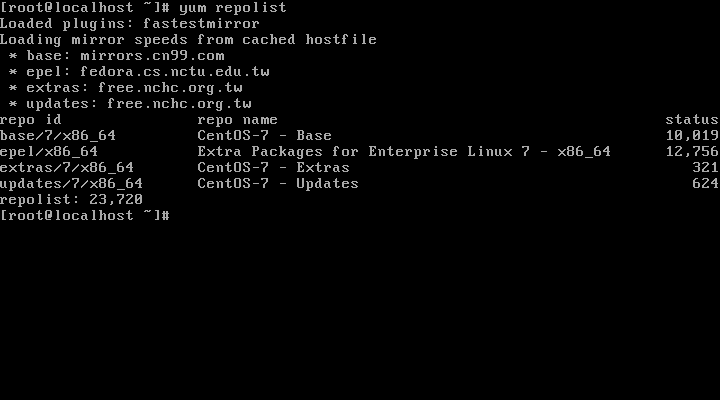 [root@localhost ~]# yum repolist
Loaded plugins: fastestmirror
Loading mirror speeds from cached hostfile
 * base: mirrors.cn99.com
 * epel: fedora.cs.nctu.edu.tw
 * extras: free.nchc.org.tw
 * updates: free.nchc.org.tw
repo id repo name status
base/7/x86_64 CentOS-7 - Base 10,019
epel/x86_64 Extra Packages for Enterprise Linux 7 - x86_64 12,756
extras/7/x86_64 CentOS-7 - Extras 321
updates/7/x86_64 CentOS-7 - Updates 624
repolist: 23,720
[root@localhost ~]#